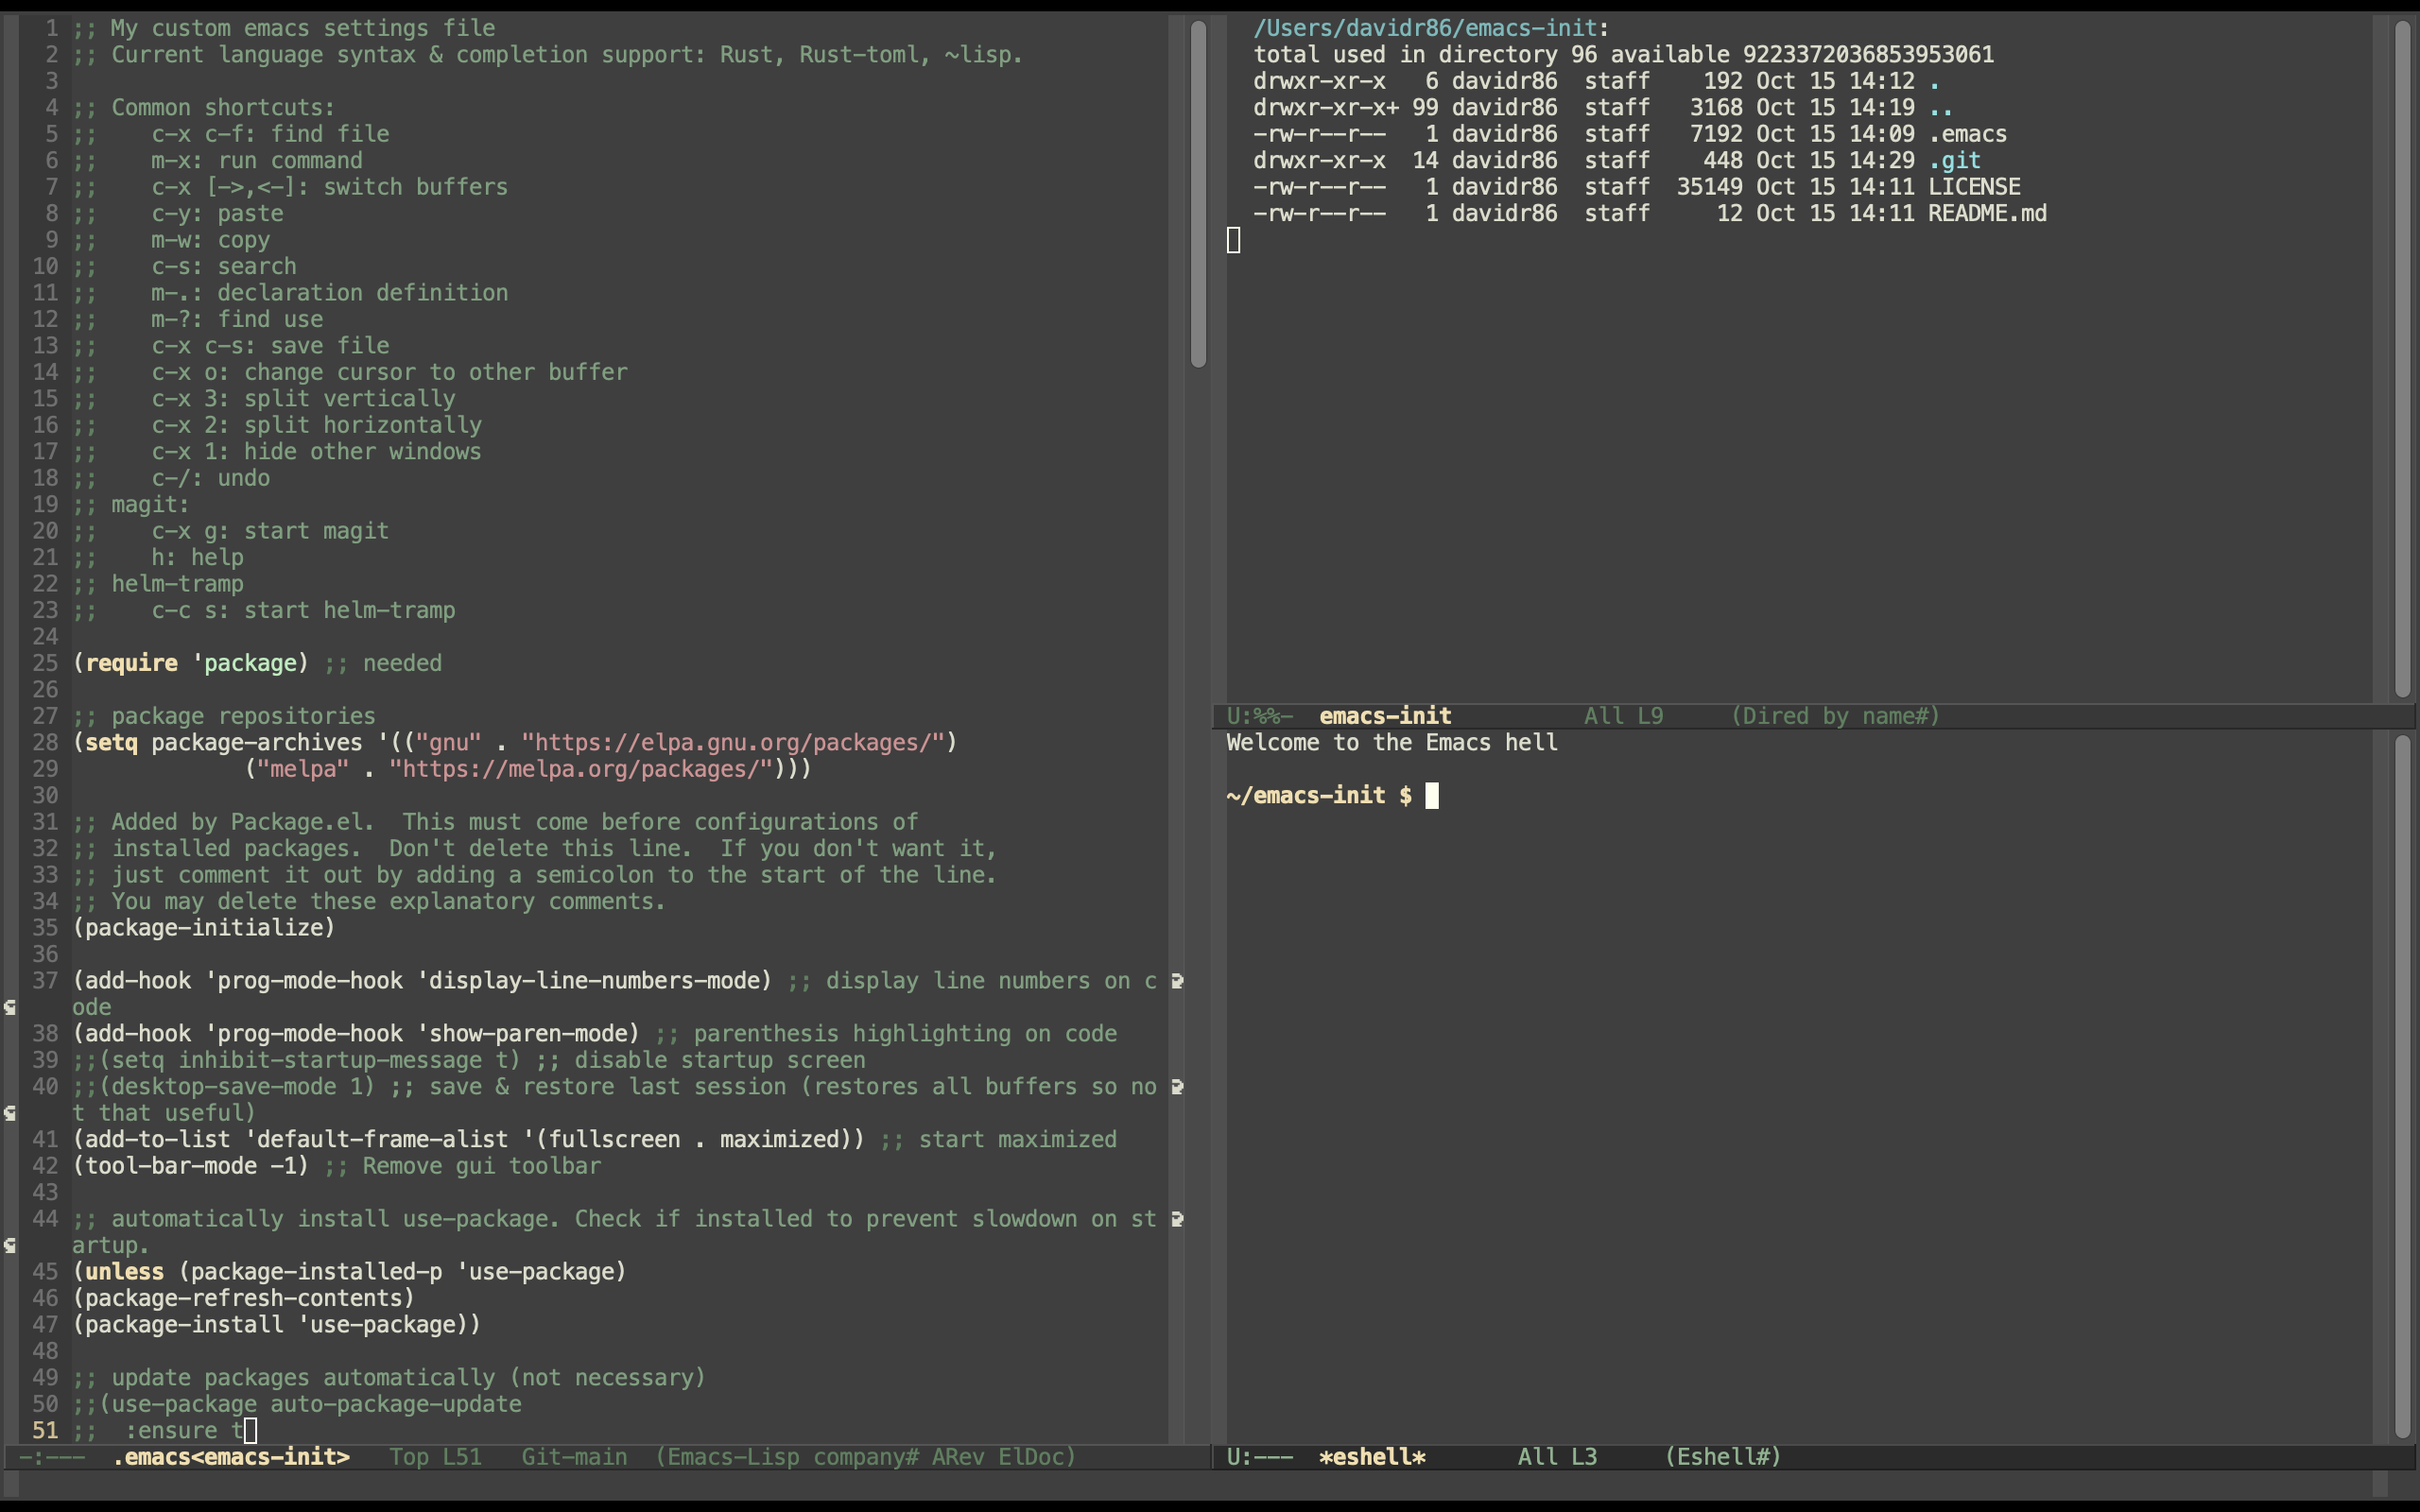 1 ;; My custom emacs settings file
2 ;; Current language syntax & completion support: Rust, Rust-toml, ~lisp.
3
4 ;; Common shortcuts:
5 ;;    c-x c-f: find file
6 ;;    m-x: run command
7 ;;    c-x [->,<-]: switch buffers
8 ;;    c-y: paste
9 ;;    m-w: copy
10 ;;    c-s: search
11 ;;    m-.: declaration definition
12 ;;    m-?: find use
13 ;;    c-x c-s: save file
14 ;;    c-x o: change cursor to other buffer
15 ;;    c-x 3: split vertically
16 ;;    c-x 2: split horizontally
17 ;;    c-x 1: hide other windows
18 ;;    c-/: undo
19 ;; magit:
20 ;;    c-x g: start magit
21 ;;    h: help
22 ;; helm-tramp
23 ;;    c-c s: start helm-tramp
24
25 (require 'package) ;; needed
26
27 ;; package repositories
28 (setq package-archives '(("gnu" . "https://elpa.gnu.org/packages/")
29              ("melpa" . "https://melpa.org/packages/")))
30
31 ;; Added by Package.el.  This must come before configurations of
32 ;; installed packages.  Don't delete this line.  If you don't want it,
33 ;; just comment it out by adding a semicolon to the start of the line.
34 ;; You may delete these explanatory comments.
35 (package-initialize)
36
37 (add-hook 'prog-mode-hook 'display-line-numbers-mode) ;; display line numbers on c
ode
38 (add-hook 'prog-mode-hook 'show-paren-mode) ;; parenthesis highlighting on code
39 ;;(setq inhibit-startup-message t) ;; disable startup screen
40 ;;(desktop-save-mode 1) ;; save & restore last session (restores all buffers so no
t that useful)
41 (add-to-list 'default-frame-alist '(fullscreen . maximized)) ;; start maximized
42 (tool-bar-mode -1) ;; Remove gui toolbar
43
44 ;; automatically install use-package. Check if installed to prevent slowdown on st
artup.
45 (unless (package-installed-p 'use-package)
46 (package-refresh-contents)
47 (package-install 'use-package))
48
49 ;; update packages automatically (not necessary)
50 ;;(use-package auto-package-update
51 ;;  :ensure t
-:---  .emacs<emacs-init>   Top L51   Git-main  (Emacs-Lisp company# ARev ElDoc)
/Users/davidr86/emacs-init:
total used in directory 96 available 9223372036853953061
drwxr-xr-x   6 davidr86  staff    192 Oct 15 14:12 .
drwxr-xr-x+ 99 davidr86  staff   3168 Oct 15 14:19 ..
-rw-r--r--   1 davidr86  staff   7192 Oct 15 14:09 .emacs
drwxr-xr-x  14 davidr86  staff    448 Oct 15 14:29 .git
-rw-r--r--   1 davidr86  staff  35149 Oct 15 14:11 LICENSE
-rw-r--r--   1 davidr86  staff     12 Oct 15 14:11 README.md
U:%%-  emacs-init          All L9     (Dired by name#)
Welcome to the Emacs hell
~/emacs-init $
U:---  *eshell*       All L3     (Eshell#)